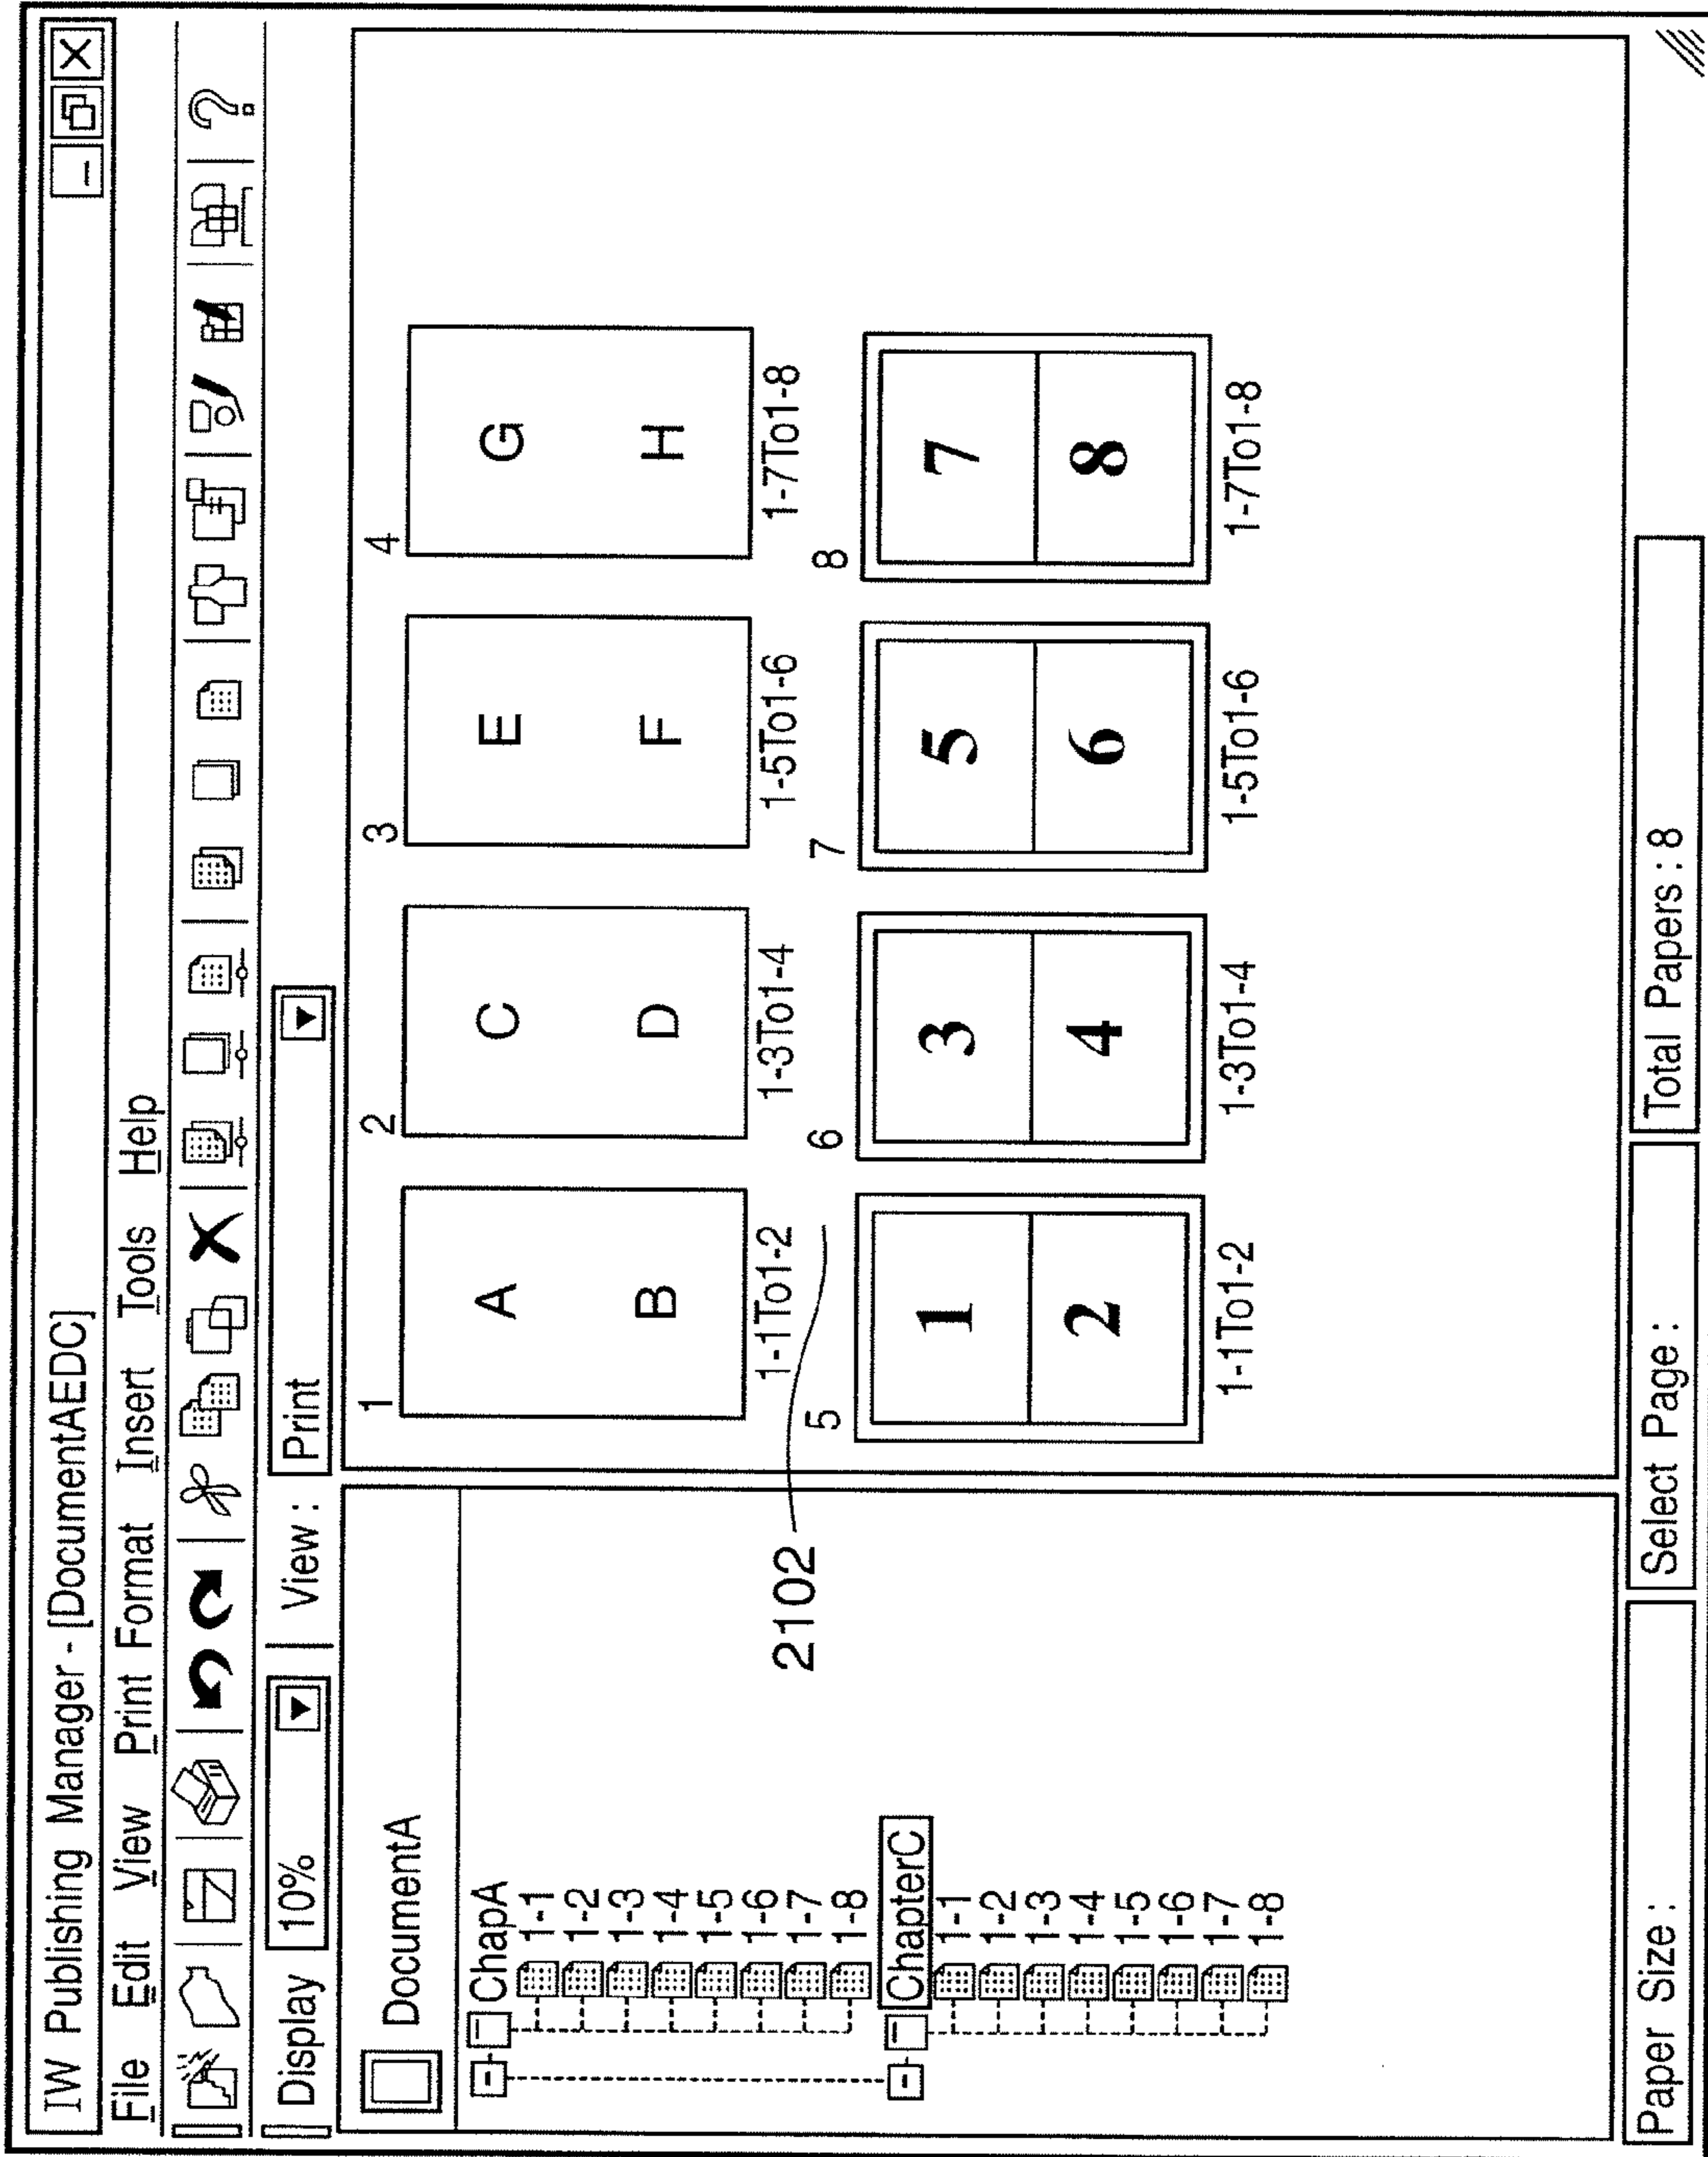 IW Publishing Manager - [DocumentAEDC]
File Edit View Print Format Insert Tools Help
Display 10% View : Print
DocumentA
ChapA
1-1
1-2
1-3
1-4
1-5
1-6
1-7
1-8
ChapterC
1-1
1-2
1-3
1-4
1-5
1-6
1-7
1-8
2102
1 2 3 4
A C E G
B D F H
1-1To1-2 1-3To1-4 1-5To1-6 1-7To1-8
5 6 7 8
1 3 5 7
2 4 6 8
1-1To1-2 1-3To1-4 1-5To1-6 1-7To1-8
Paper Size : Select Page : Total Papers : 8